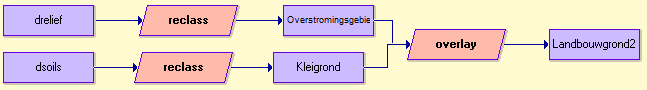 drelief
reclass
Overstromingsgebie
dsoils
reclass
Kleigrond
overlay
Landbouwgrond2